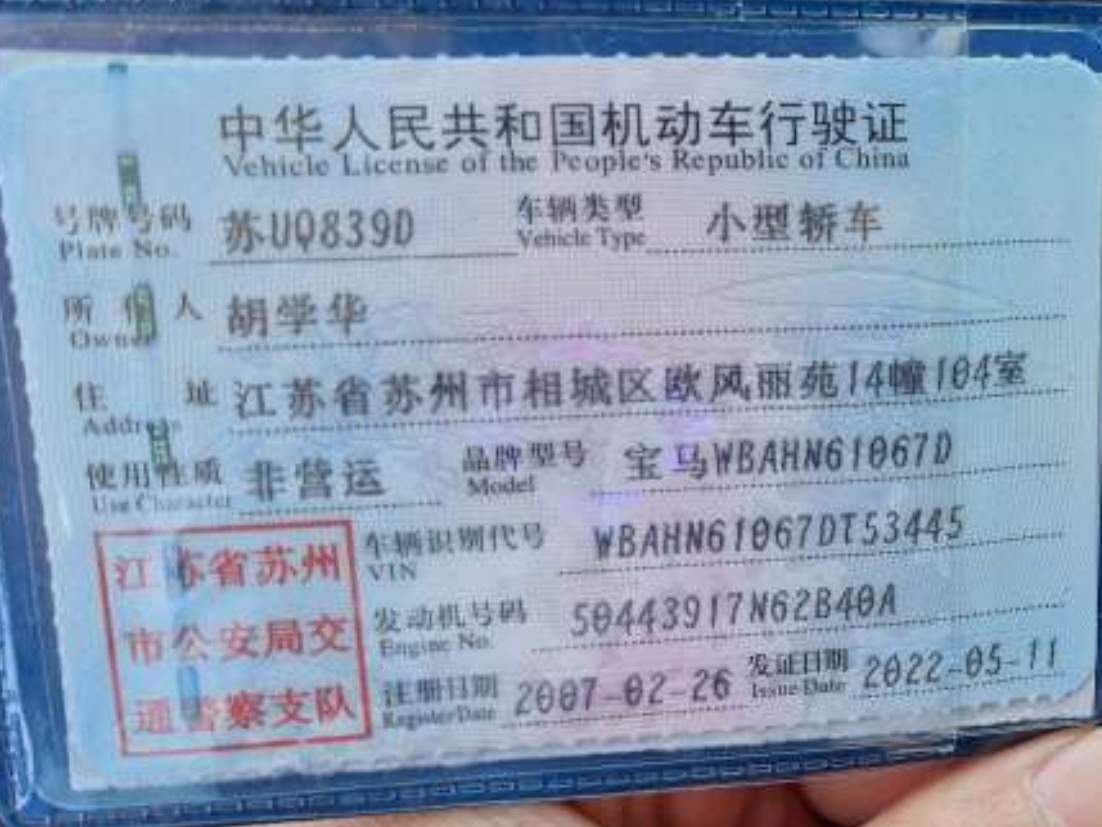 中华人民共和国机动车行驶证
Vehicle License of the People's Republic of China
号牌号码 苏UQ839D 车辆类型 小型轿车
Plate No. Vehicle Type
所有人 胡学华
Owner
住址 江苏省苏州市相城区欧风丽苑14幢104室
Address
使用性质 非营运 品牌型号 宝马WBAHN61067D
Use Character Model
车辆识别代号 WBAHN61067DT53445
VIN
发动机号码 50443917N62B40A
Engine No.
注册日期 2007-02-26 发证日期 2022-05-11
Register Date Issue Date
江苏省苏州
市公安局交
通警察支队